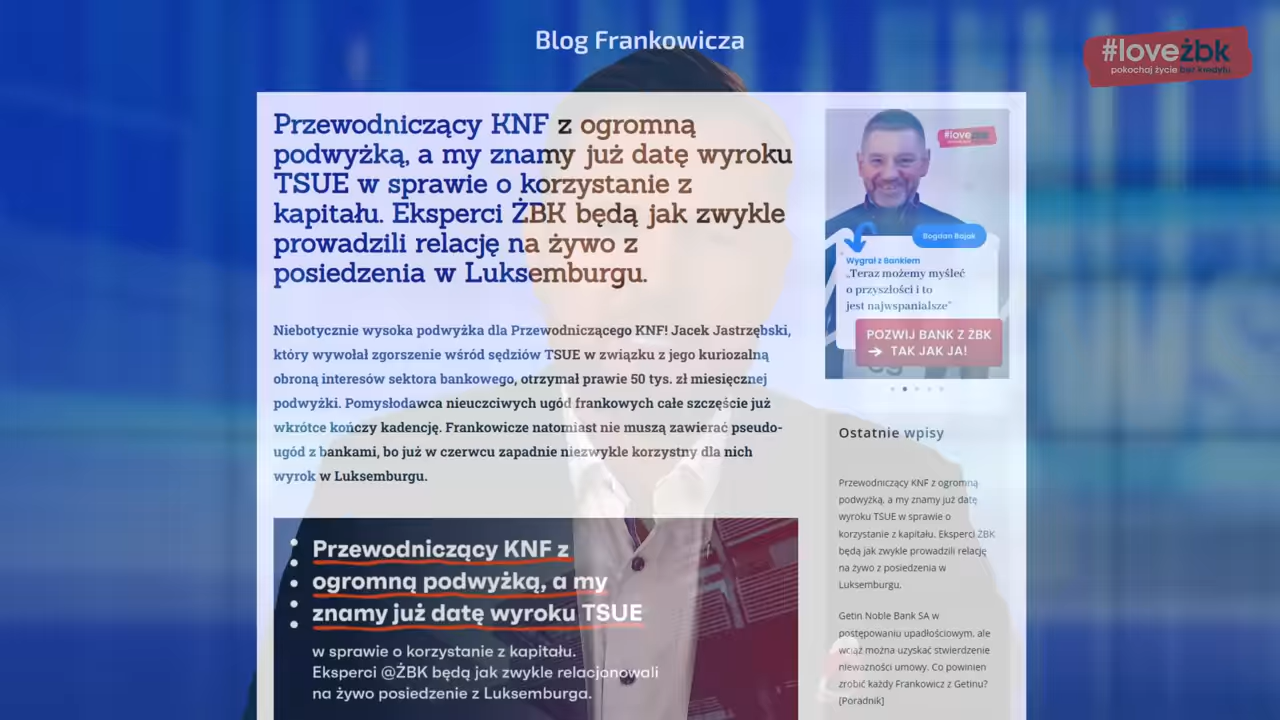 Blog Frankowicza
#loveżbk
pokochaj życie bez kredytu
Przewodniczący KNF z ogromną
podwyżką, a my znamy już datę wyroku
TSUE w sprawie o korzystanie z
kapitału. Eksperci ŻBK będą jak zwykle
prowadzili relację na żywo z
posiedzenia w Luksemburgu.
Niebotycznie wysoka podwyżka dla Przewodniczącego KNF! Jacek Jastrzębski,
który wywołał zgorszenie wśród sędziów TSUE w związku z jego kuriozalną
obroną interesów sektora bankowego, otrzymał prawie 50 tys. zł miesięcznej
podwyżki. Pomysłodawca nieuczciwych ugód frankowych całe szczęście już
wkrótce kończy kadencję. Frankowicze natomiast nie muszą zawierać pseudo-
ugód z bankami, bo już w czerwcu zapadnie niezwykle korzystny dla nich
wyrok w Luksemburgu.
Przewodniczący KNF z
ogromną podwyżką, a my
znamy już datę wyroku TSUE
w sprawie o korzystanie z kapitału.
Eksperci @ŻBK będą jak zwykle relacjonowali
na żywo posiedzenie z Luksemburga.
#love
Bogdan Bajak
Wygrał z Bankiem
„Teraz możemy myśleć
o przyszłości i to
jest najwspanialsze"
POZWIJ BANK Z ŻBK
→ TAK JAK JA!
Ostatnie wpisy
Przewodniczący KNF z ogromną
podwyżką, a my znamy już datę
wyroku TSUE w sprawie o
korzystanie z kapitału. Eksperci ŻBK
będą jak zwykle prowadzili relację
na żywo z posiedzenia w
Luksemburgu.
Getin Noble Bank SA w
postępowaniu upadłościowym, ale
wciąż można uzyskać stwierdzenie
nieważności umowy. Co powinien
zrobić każdy Frankowicz z Getinu?
[Poradnik]